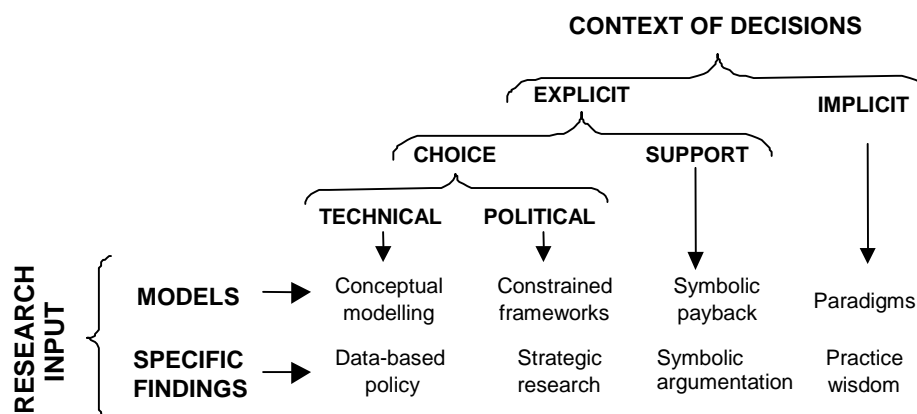 CONTEXT OF DECISIONS
EXPLICIT
IMPLICIT
CHOICE
SUPPORT
TECHNICAL
POLITICAL
RESEARCH
INPUT
MODELS
Conceptual
modelling
Constrained
frameworks
Symbolic
payback
Paradigms
SPECIFIC
FINDINGS
Data-based
policy
Strategic
research
Symbolic
argumentation
Practice
wisdom